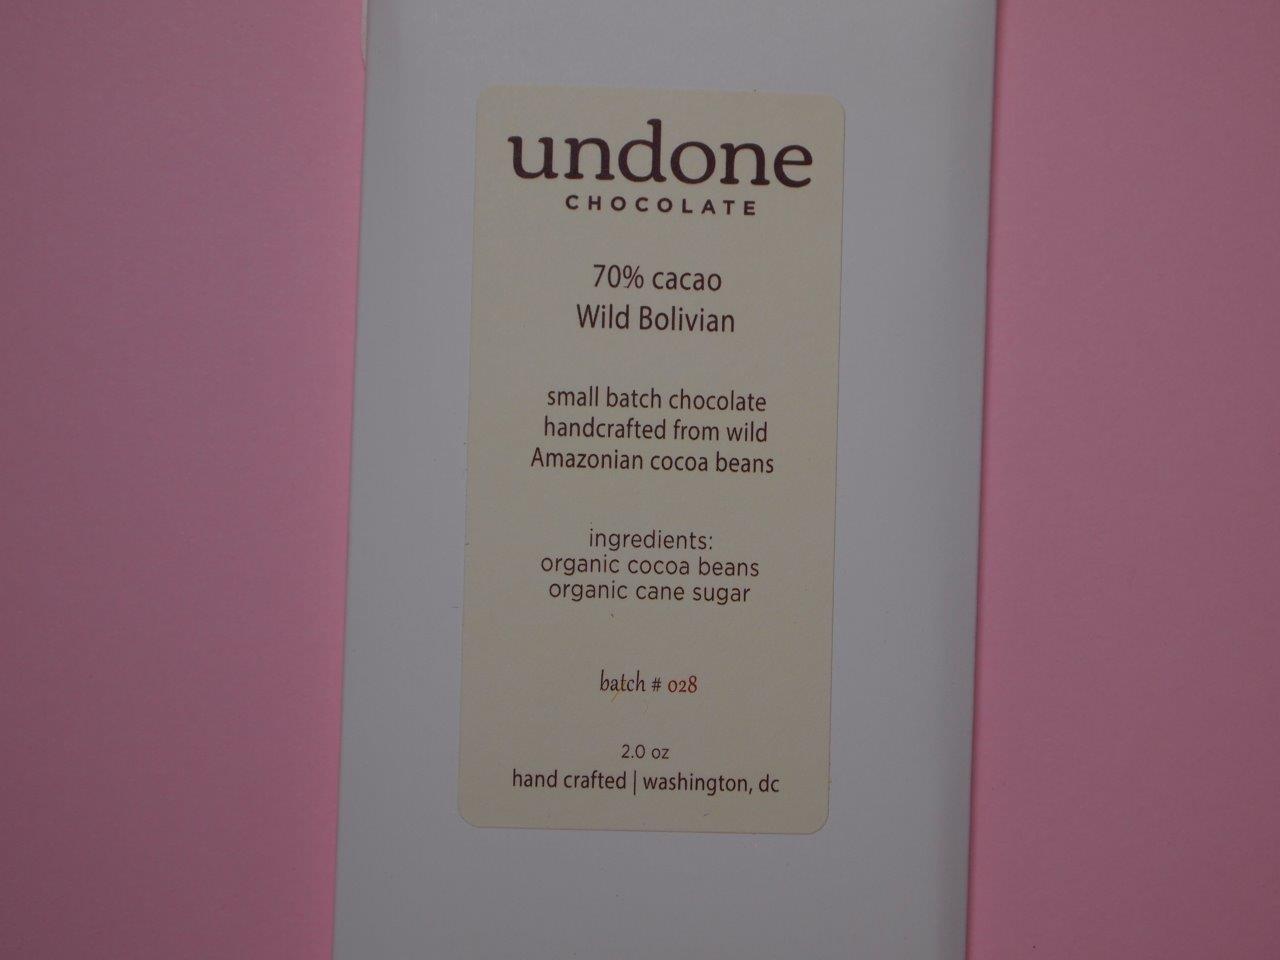 undone
CHOCOLATE
70% cacao
Wild Bolivian
small batch chocolate
handcrafted from wild
Amazonian cocoa beans
ingredients:
organic cocoa beans
organic cane sugar
batch # 028
2.0 oz
hand crafted | washington, dc